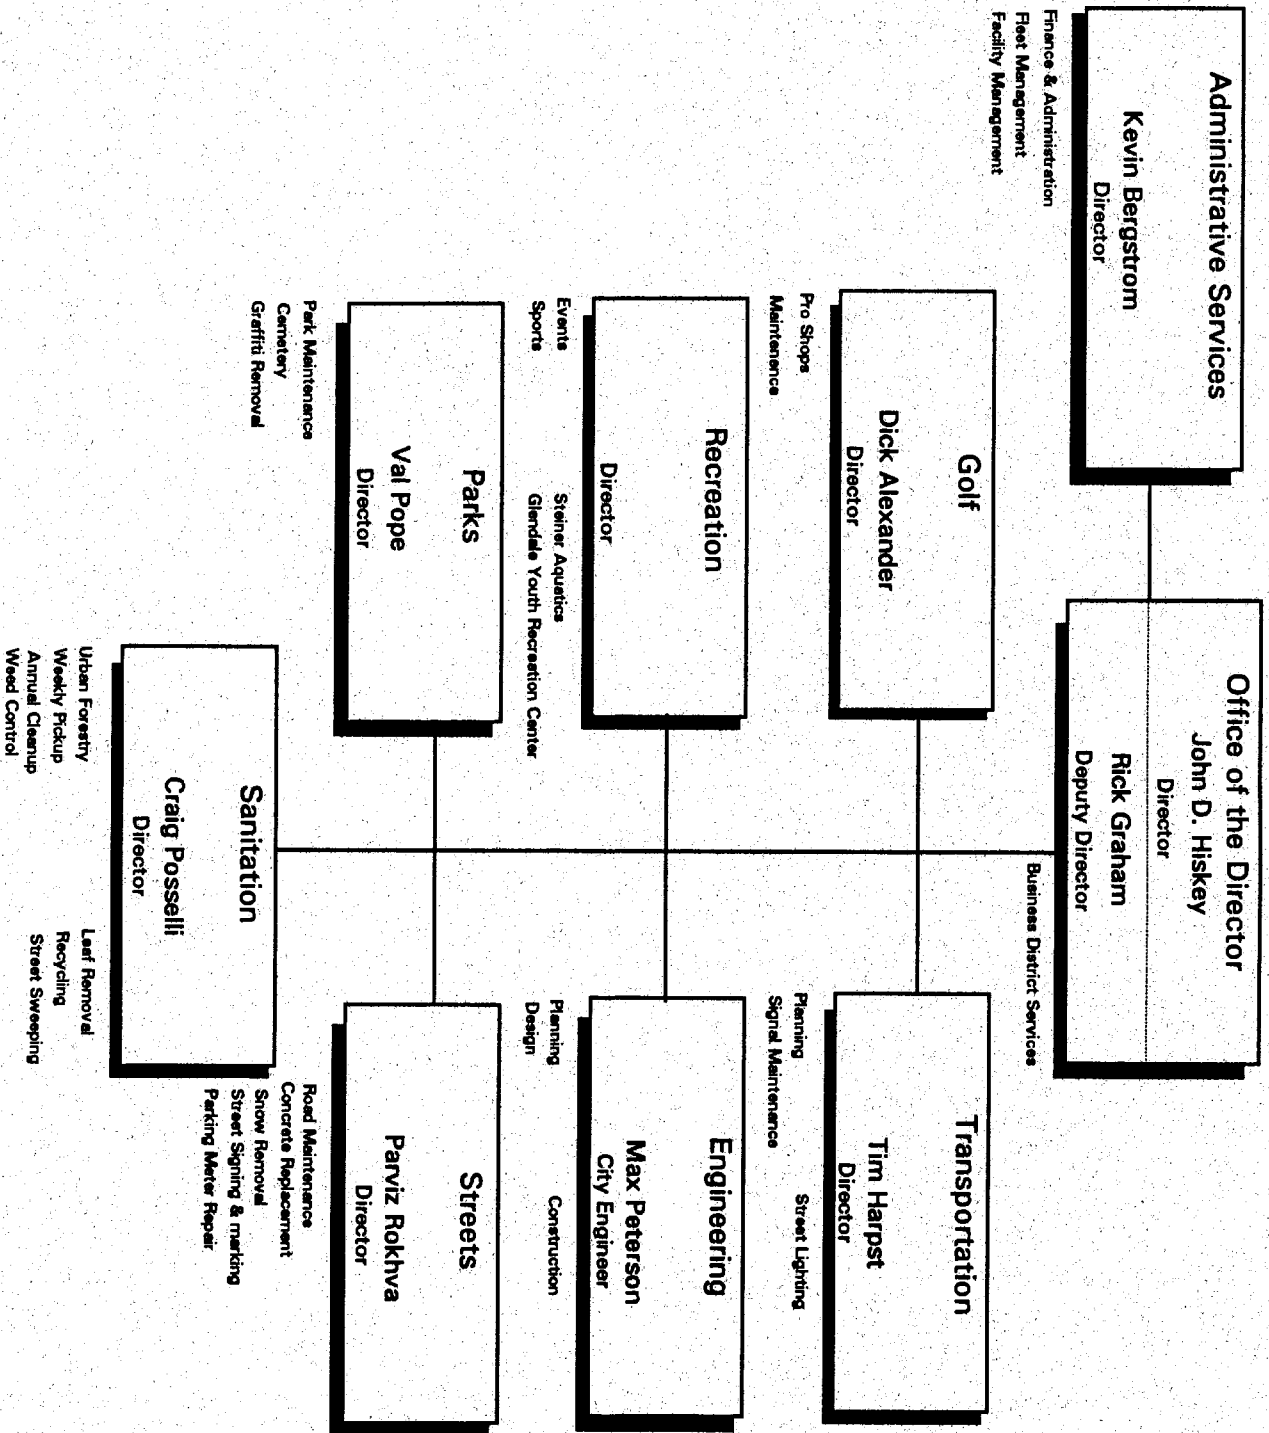 Office of the Director
John D. Hiskey
Director
Rick Graham
Deputy Director
Business District Services
Administrative Services
Kevin Bergstrom
Director
Finance & Administration
Fleet Management
Facility Management
Golf
Dick Alexander
Director
Pro Shops
Maintenance
Transportation
Tim Harpst
Director
Planning
Signal Maintenance
Street Lighting
Recreation
Director
Events
Sports
Steiner Aquatics
Glendale Youth Recreation Center
Engineering
Max Peterson
City Engineer
Planning
Design
Construction
Parks
Val Pope
Director
Park Maintenance
Cemetery
Graffiti Removal
Streets
Parviz Rokhva
Director
Road Maintenance
Concrete Replacement
Snow Removal
Street Signing & marking
Parking Meter Repair
Sanitation
Craig Posselli
Director
Urban Forestry
Weekly Pickup
Annual Cleanup
Weed Control
Leaf Removal
Recycling
Street Sweeping